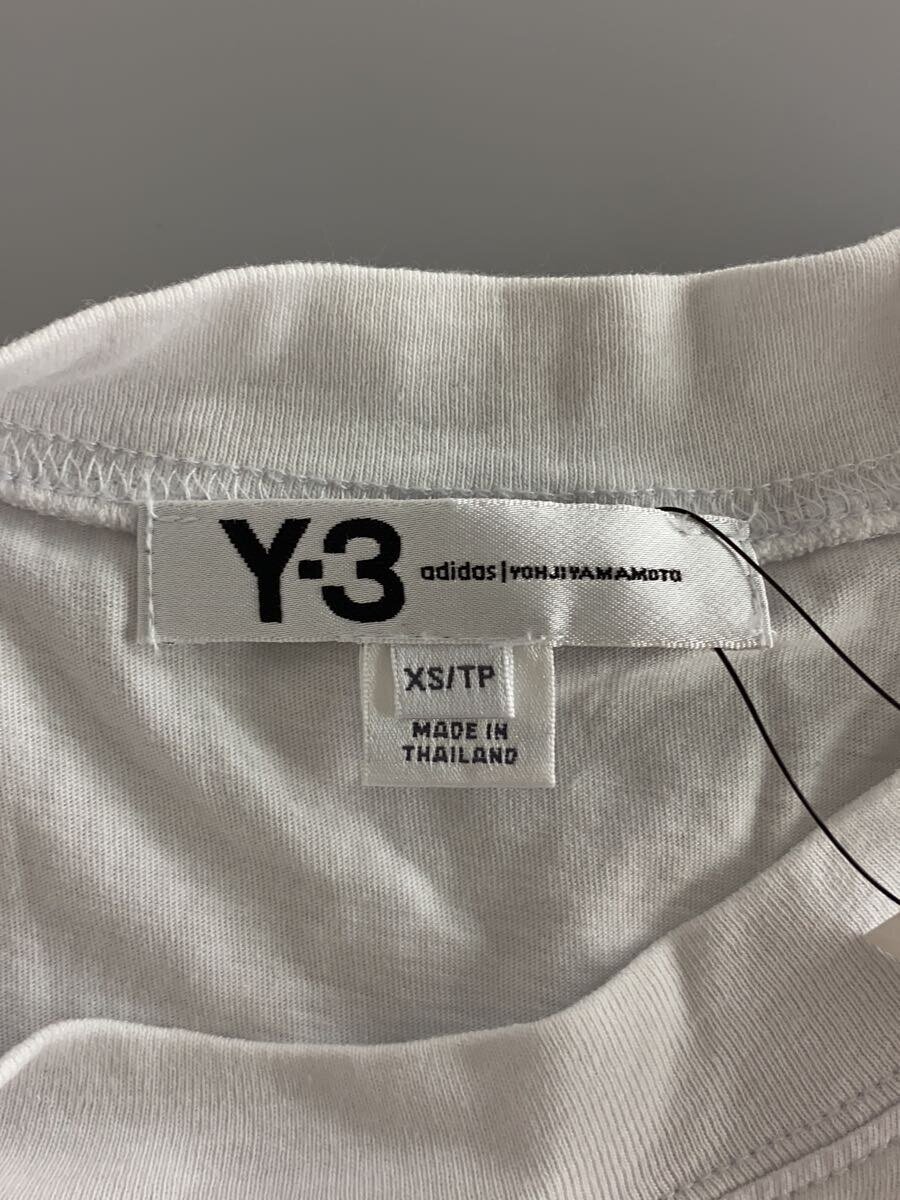 Y-3 adidas | YOHJI YAMAMOTO
XS/TP
MADE IN
THAILAND